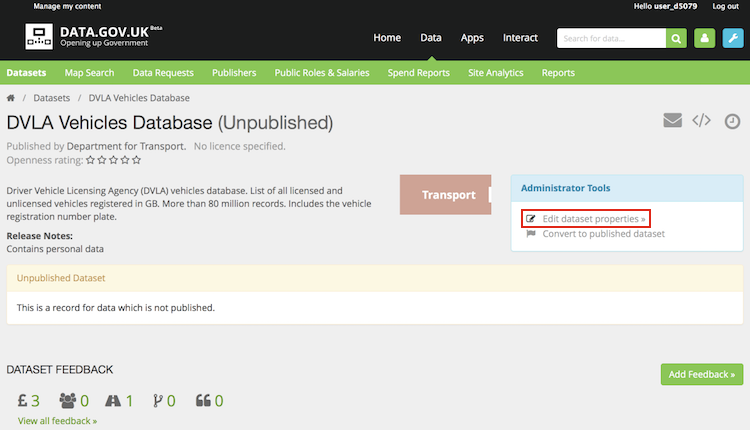 Manage my content
Hello user_d5079 Log out
DATA.GOV.UK Beta
Opening up Government
Home Data Apps Interact Search for data...
Datasets Map Search Data Requests Publishers Public Roles & Salaries Spend Reports Site Analytics Reports
/ Datasets / DVLA Vehicles Database
DVLA Vehicles Database (Unpublished)
Published by Department for Transport. No licence specified.
Openness rating:
Driver Vehicle Licensing Agency (DVLA) vehicles database. List of all licensed and
unlicensed vehicles registered in GB. More than 80 million records. Includes the vehicle
registration number plate.
Release Notes:
Contains personal data
Transport
Administrator Tools
Edit dataset properties »
Convert to published dataset
Unpublished Dataset
This is a record for data which is not published.
DATASET FEEDBACK
Add Feedback »
£ 3 0 1 0 0
View all feedback »